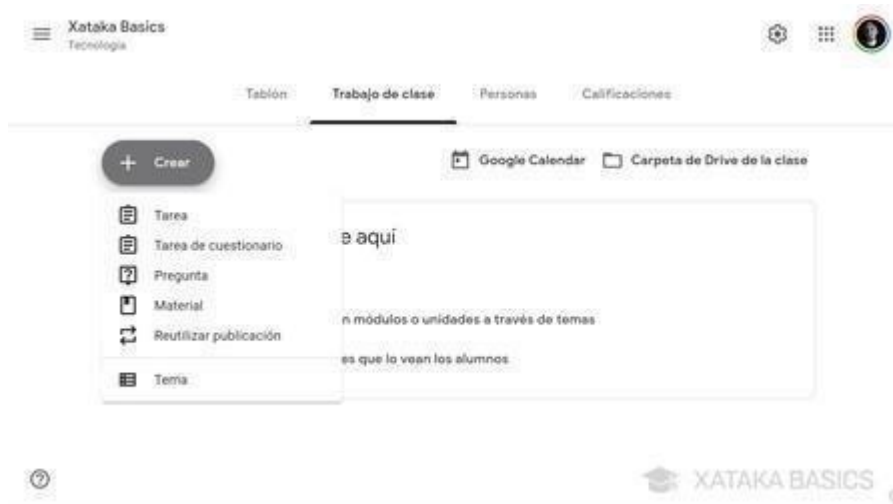 Xataka Basics
Tecnología
Tablón Trabajo de clase Personas Calificaciones
+ Crear
Google Calendar Carpeta de Drive de la clase
Tarea
Tarea de cuestionario
e aquí
Pregunta
Material
n módulos o unidades a través de temas
Reutilizar publicación
es que lo vean los alumnos
Tema
XATAKA BASICS